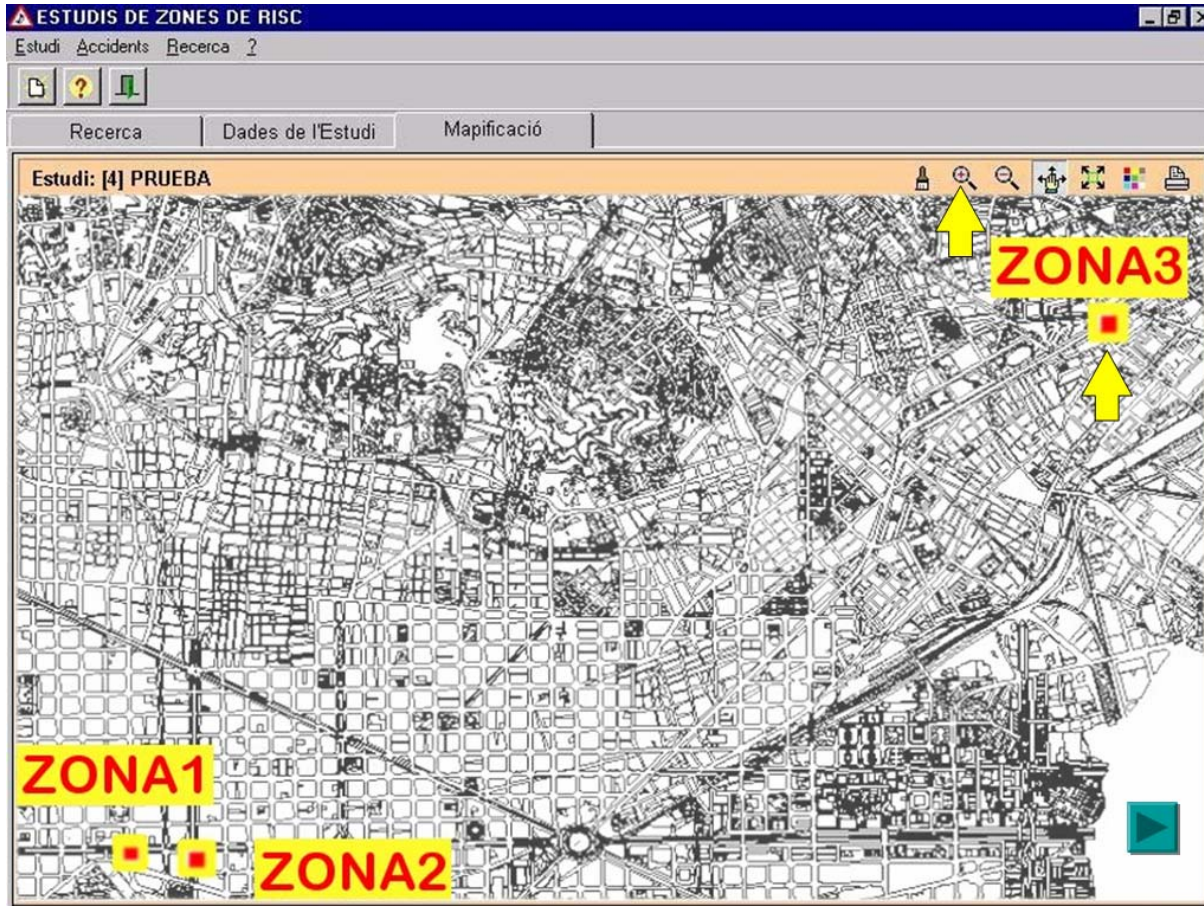 ESTUDIS DE ZONES DE RISC
Estudi Accidents Recerca ?
Recerca Dades de l'Estudi Mapificació
Estudi: [4] PRUEBA
ZONA3
ZONA1
ZONA2